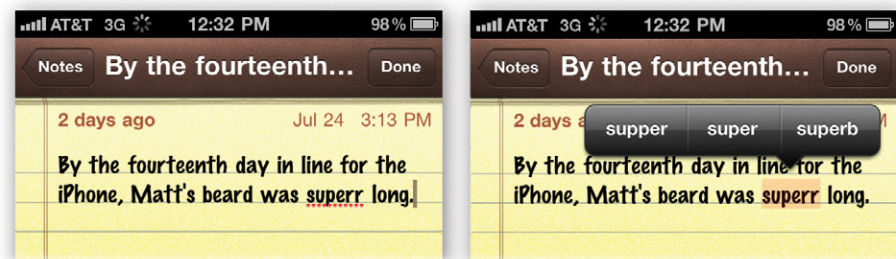 AT&T 3G 12:32 PM 98%
Notes By the fourteenth... Done
2 days ago Jul 24 3:13 PM
By the fourteenth day in line for the
iPhone, Matt's beard was superr long.
AT&T 3G 12:32 PM 98%
Notes By the fourteenth... Done
2 days a M
supper super superb
By the fourteenth day in line for the
iPhone, Matt's beard was superr long.